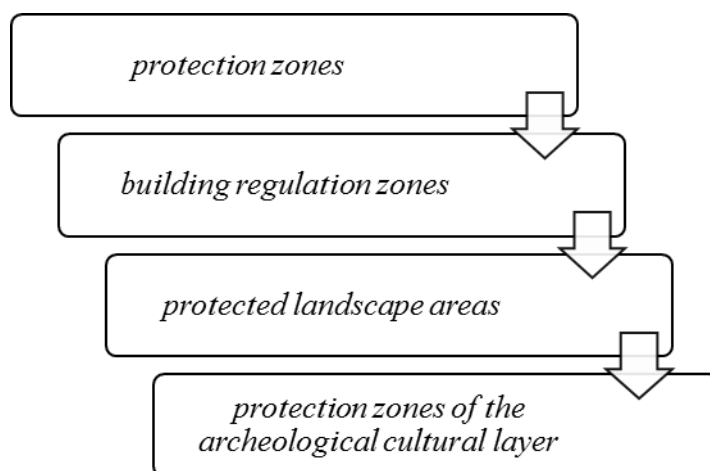 protection zones
building regulation zones
protected landscape areas
protection zones of the
archeological cultural layer